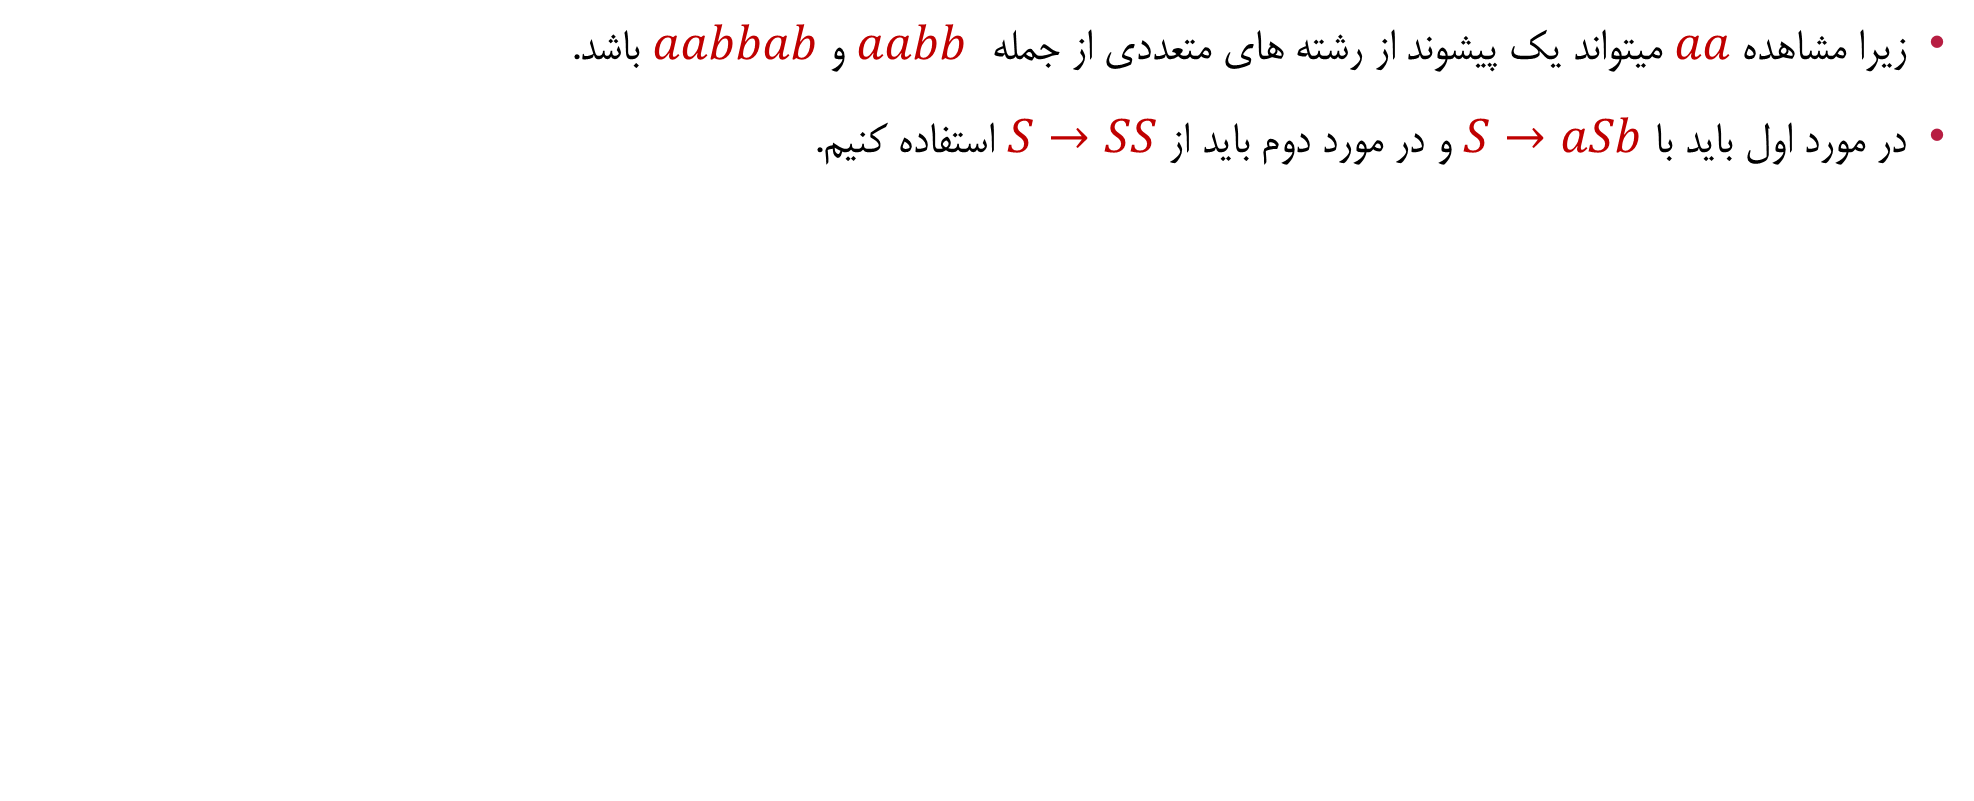 • زیرا مشاهده aa میتواند یک پیشوند از رشته های متعددی از جمله aabb و aabbab باشد.
• در مورد اول باید با S → aSb و در مورد دوم باید از S → SS استفاده کنیم.